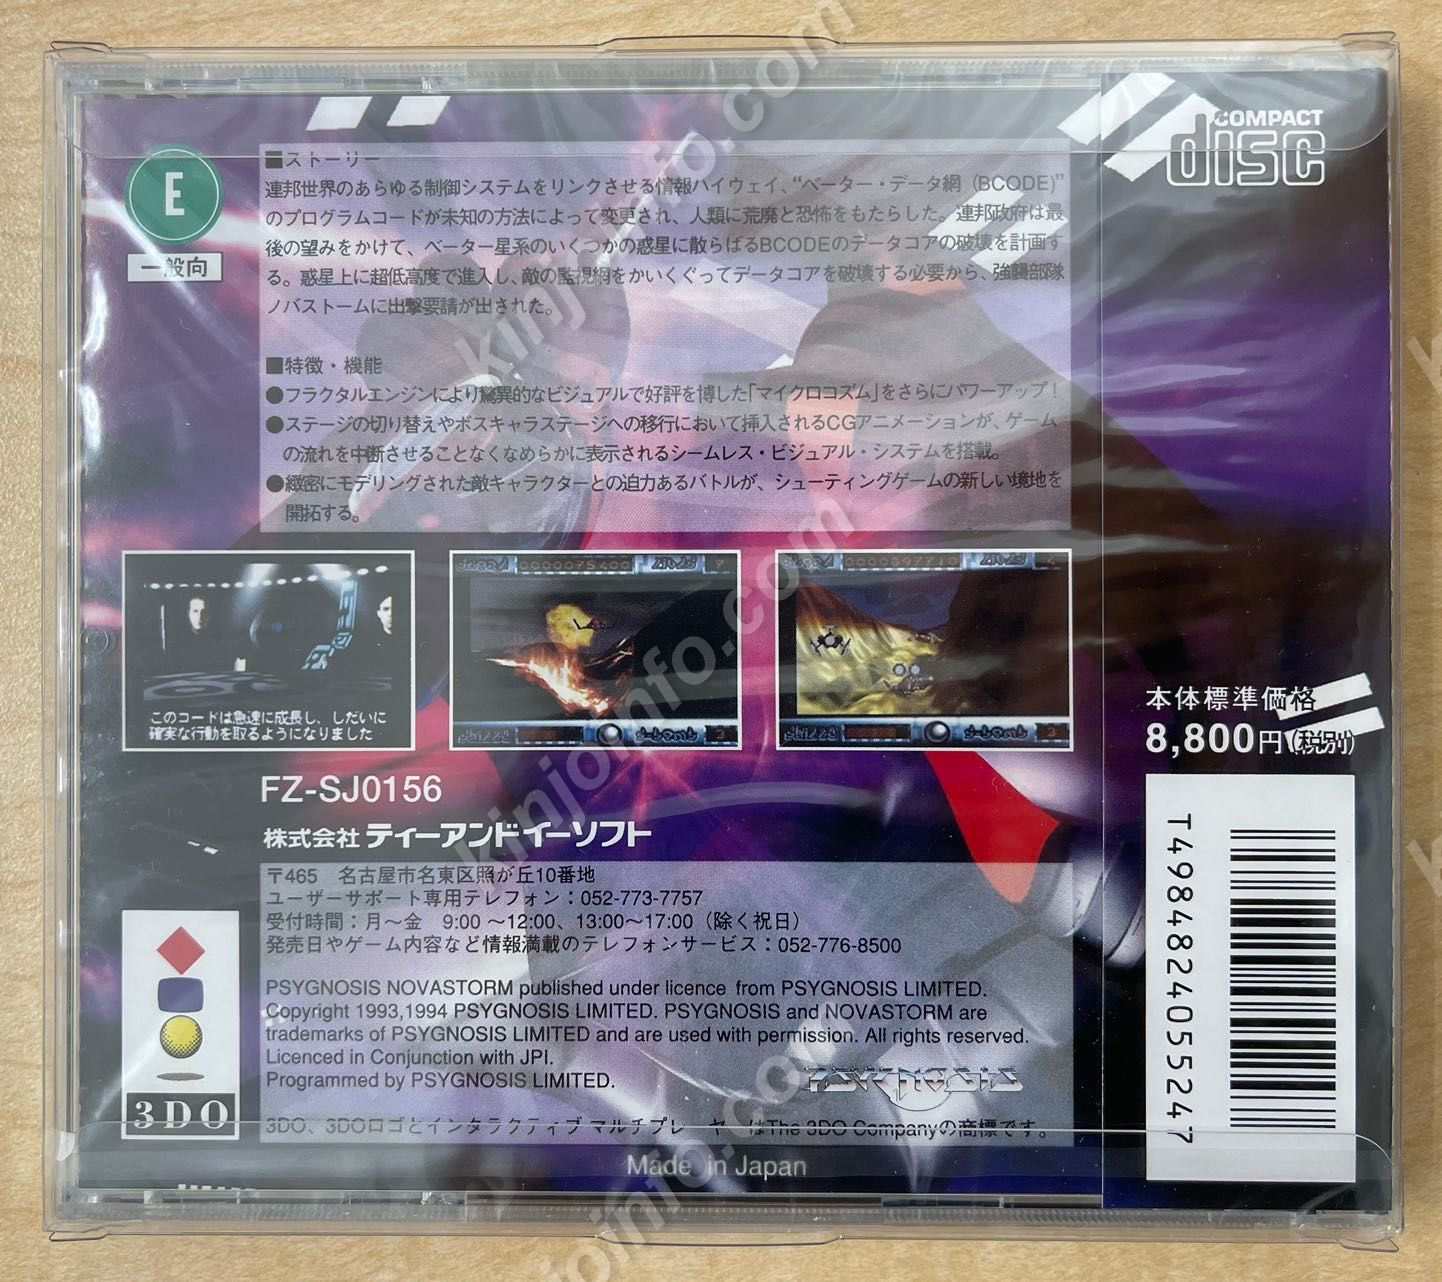 COMPACT
disc
E
一般向
■ストーリー
連邦世界のあらゆる制御システムをリンクさせる情報ハイウェイ、“ベーター・データ網（BCODE）”
のプログラムコードが未知の方法によって変更され、人類に荒廃と恐怖をもたらした。連邦政府は最
後の望みをかけて、ベーター星系のいくつかの惑星に散らばるBCODEのデータコアの破壊を計画す
る。惑星上に超低高度で進入し、敵の監視網をかいくぐってデータコアを破壊する必要から、強襲部隊
ノバストームに出撃要請が出された。
■特徴・機能
●フラクタルエンジンにより驚異的なビジュアルで好評を博した「マイクロコズム」をさらにパワーアップ！
●ステージの切り替えやボスキャラステージへの移行において挿入されるCGアニメーションが、ゲーム
の流れを中断させることなくなめらかに表示されるシームレス・ビジュアル・システムを搭載。
●緻密にモデリングされた敵キャラクターとの迫力あるバトルが、シューティングゲームの新しい境地を
開拓する。
このコードは急速に成長し、しだいに
確実な行動を取るようになりました
0000075400
本体標準価格
8,800円（税別）
FZ-SJ0156
株式会社 ティーアンドイーソフト
〒465 名古屋市名東区照が丘10番地
ユーザーサポート専用テレフォン：052-773-7757
受付時間：月～金 9:00～12:00、13:00～17:00（除く祝日）
発売日やゲーム内容など情報満載のテレフォンサービス：052-776-8500
PSYGNOSIS NOVASTORM published under licence from PSYGNOSIS LIMITED.
Copyright 1993,1994 PSYGNOSIS LIMITED. PSYGNOSIS and NOVASTORM are
trademarks of PSYGNOSIS LIMITED and are used with permission. All rights reserved.
Licenced in Conjunction with JPI.
Programmed by PSYGNOSIS LIMITED.
PSYGNOSIS
3DO、3DOロゴとインタラクティブ マルチプレーヤーはThe 3DO Companyの商標です。
3DO
Made in Japan
T4984824055247
kinjoinfo.com
kinjoinfo.com
kinjoinfo.com
kinjoinfo.com